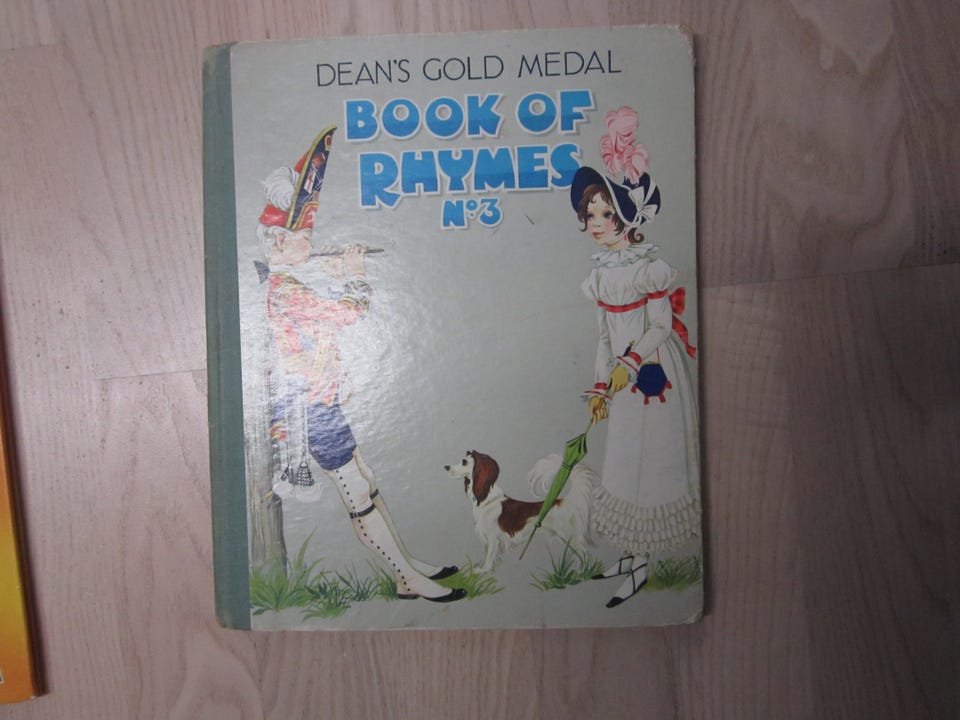 DEAN'S GOLD MEDAL
BOOK OF
RHYMES
Nº3